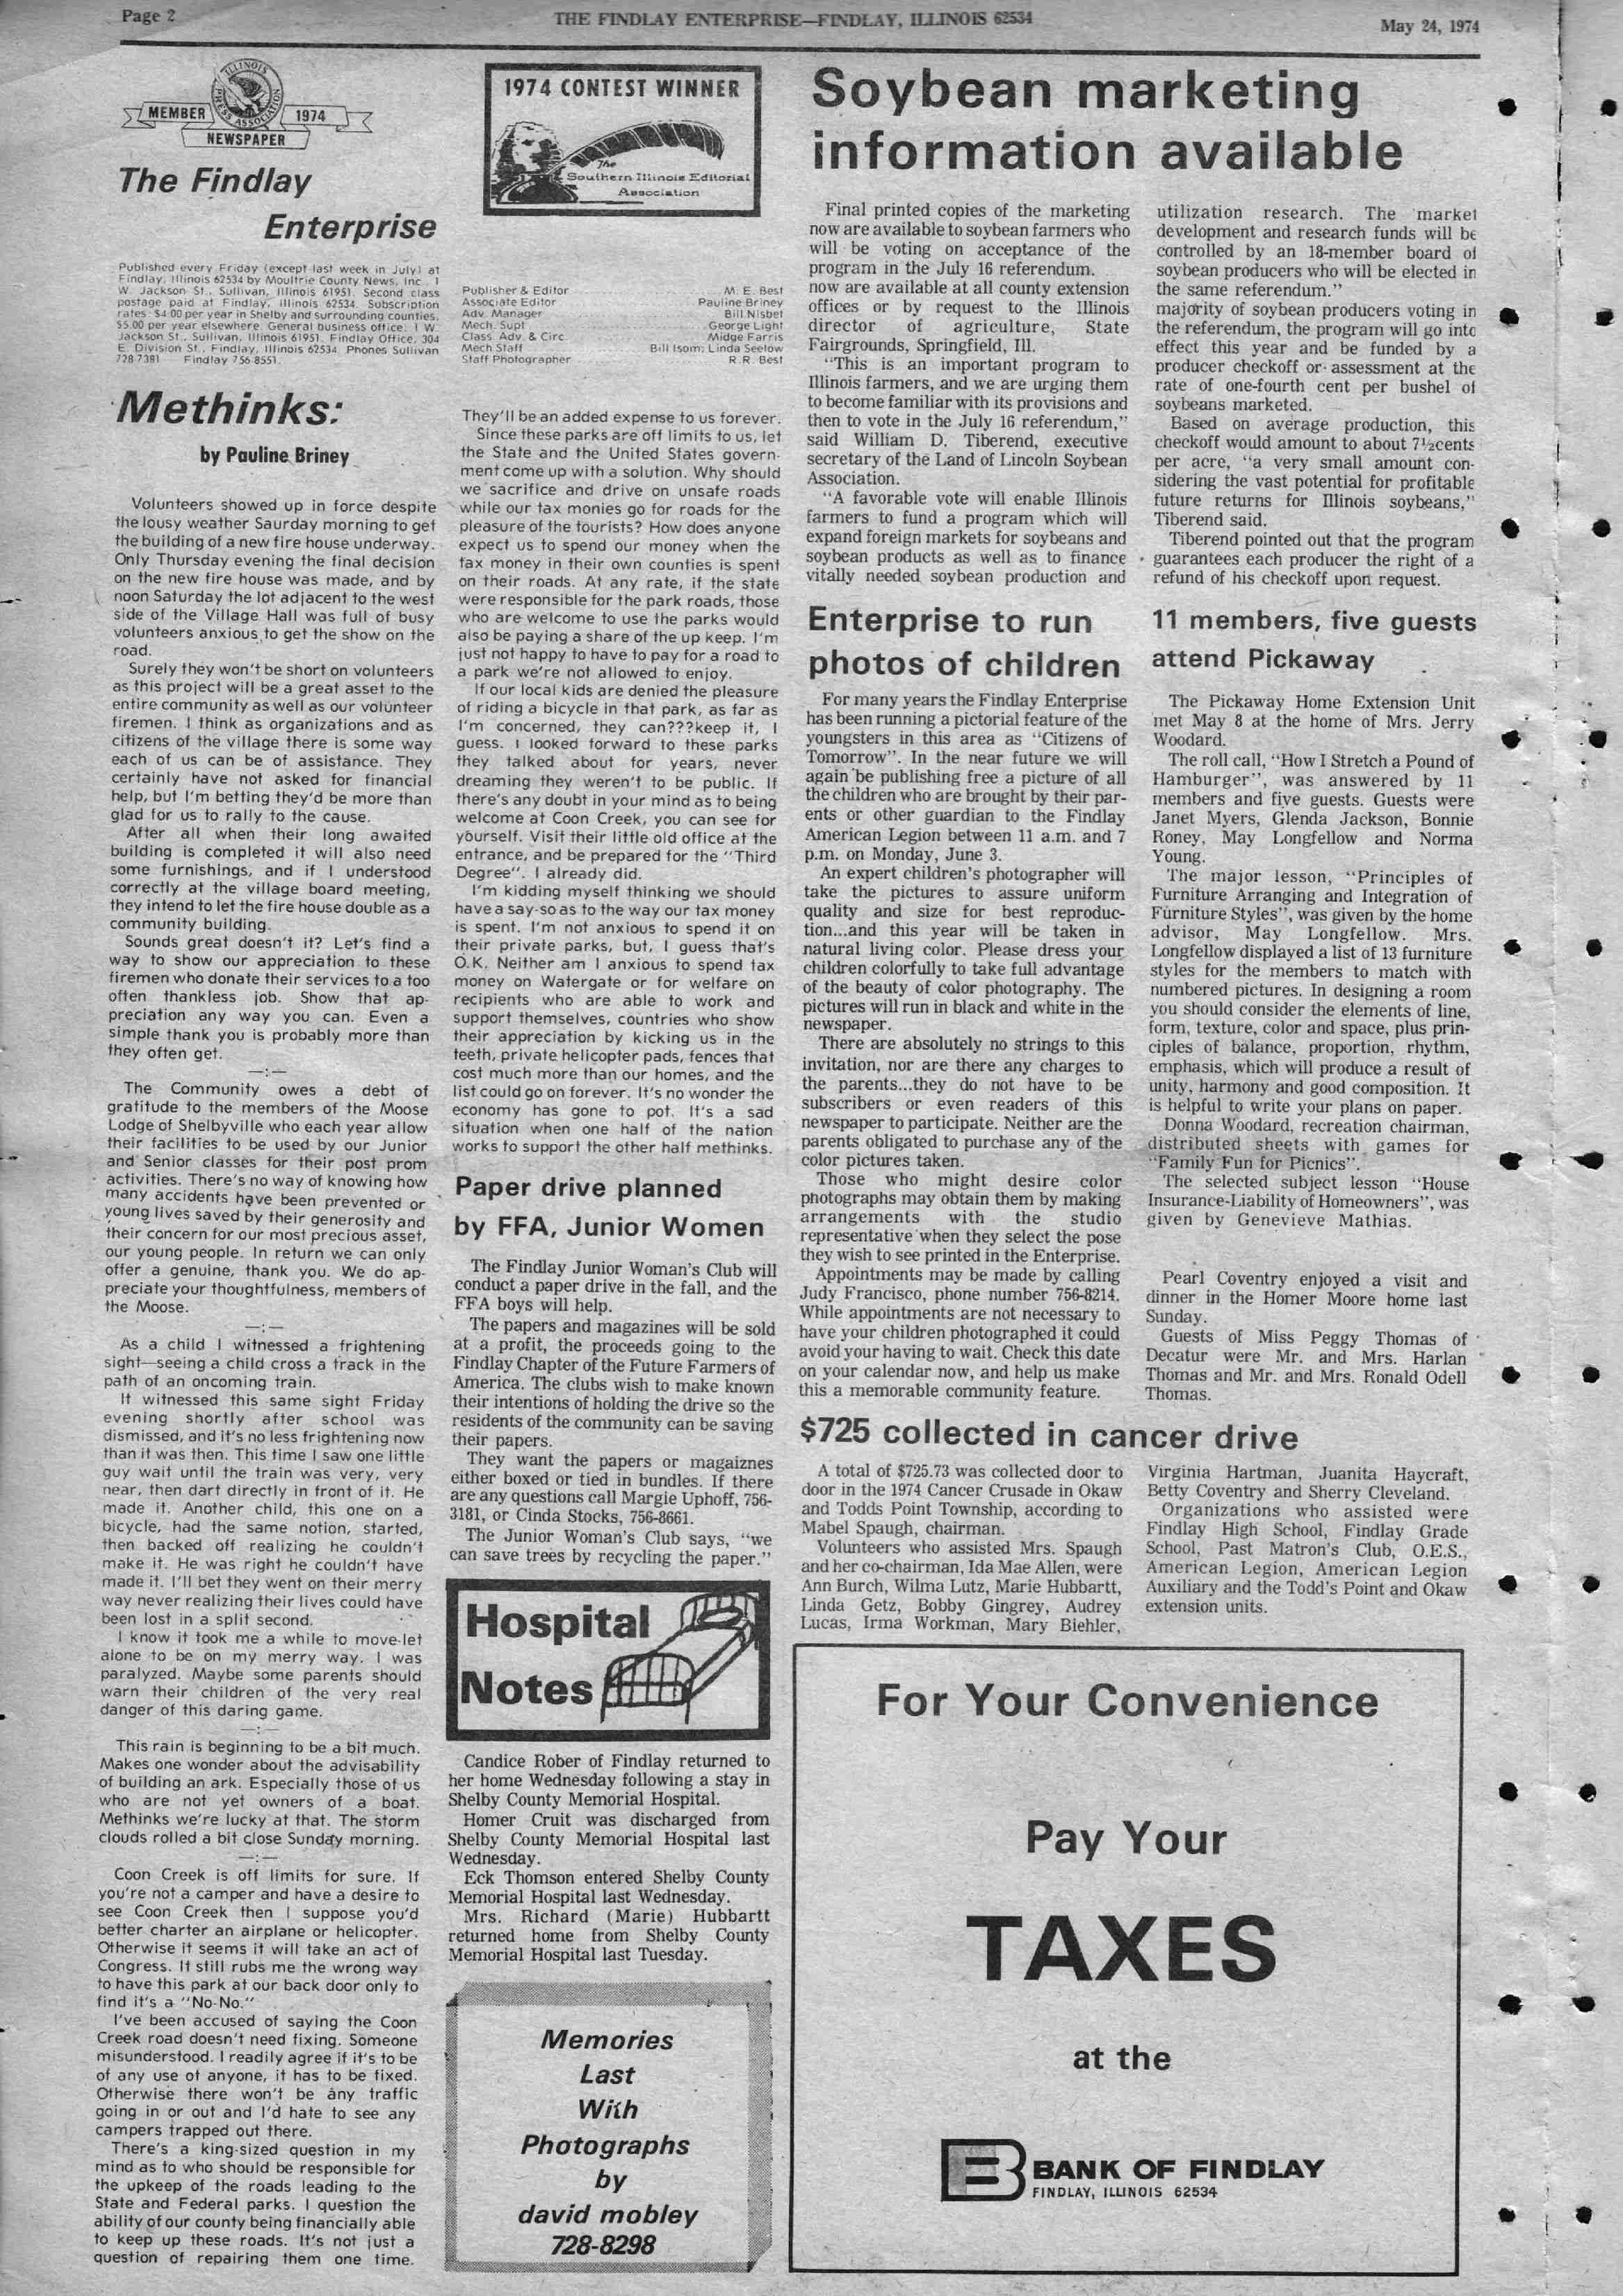 Page 2
THE FINDLAY ENTERPRISE—FINDLAY, ILLINOIS 62534
May 24, 1974
ILLINOIS
PRESS ASSOCIATION
MEMBER
1974
NEWSPAPER
The Findlay
Enterprise
Published every Friday (except last week in July) at
Findlay, Illinois 62534 by Moultrie County News, Inc. 1
W. Jackson St., Sullivan, Illinois 61951. Second class
postage paid at Findlay, Illinois 62534. Subscription
rates: $4.00 per year in Shelby and surrounding counties.
$5.00 per year elsewhere. General business office: 1 W.
Jackson St., Sullivan, Illinois 61951. Findlay Office, 304
E. Division St., Findlay, Illinois 62534. Phones Sullivan
728-7381 Findlay 756-8551.
1974 CONTEST WINNER
The
Southern Illinois Editorial
Association
Publisher & Editor M. E. Best
Associate Editor Pauline Briney
Adv. Manager Bill Nisbet
Mech. Supt. George Light
Class. Adv. & Circ. Midge Farris
Mech. Staff Bill Isom, Linda Seelow
Staff Photographer R.R. Best
Methinks:
by Pauline Briney
Volunteers showed up in force despite
the lousy weather Saurday morning to get
the building of a new fire house underway.
Only Thursday evening the final decision
on the new fire house was made, and by
noon Saturday the lot adjacent to the west
side of the Village Hall was full of busy
volunteers anxious to get the show on the
road.
Surely they won't be short on volunteers
as this project will be a great asset to the
entire community as well as our volunteer
firemen. I think as organizations and as
citizens of the village there is some way
each of us can be of assistance. They
certainly have not asked for financial
help, but I'm betting they'd be more than
glad for us to rally to the cause.
After all when their long awaited
building is completed it will also need
some furnishings, and if I understood
correctly at the village board meeting,
they intend to let the fire house double as a
community building.
Sounds great doesn't it? Let's find a
way to show our appreciation to these
firemen who donate their services to a too
often thankless job. Show that ap-
preciation any way you can. Even a
simple thank you is probably more than
they often get.
—:—
The Community owes a debt of
gratitude to the members of the Moose
Lodge of Shelbyville who each year allow
their facilities to be used by our Junior
and Senior classes for their post prom
activities. There's no way of knowing how
many accidents have been prevented or
young lives saved by their generosity and
their concern for our most precious asset,
our young people. In return we can only
offer a genuine, thank you. We do ap-
preciate your thoughtfulness, members of
the Moose.
—:—
As a child I witnessed a frightening
sight—seeing a child cross a track in the
path of an oncoming train.
It witnessed this same sight Friday
evening shortly after school was
dismissed, and it's no less frightening now
than it was then. This time I saw one little
guy wait until the train was very, very
near, then dart directly in front of it. He
made it. Another child, this one on a
bicycle, had the same notion, started,
then backed off realizing he couldn't
make it. He was right he couldn't have
made it. I'll bet they went on their merry
way never realizing their lives could have
been lost in a split second.
I know it took me a while to move-let
alone to be on my merry way. I was
paralyzed. Maybe some parents should
warn their children of the very real
danger of this daring game.
—:—
This rain is beginning to be a bit much.
Makes one wonder about the advisability
of building an ark. Especially those of us
who are not yet owners of a boat.
Methinks we're lucky at that. The storm
clouds rolled a bit close Sunday morning.
—:—
Coon Creek is off limits for sure. If
you're not a camper and have a desire to
see Coon Creek then I suppose you'd
better charter an airplane or helicopter.
Otherwise it seems it will take an act of
Congress. It still rubs me the wrong way
to have this park at our back door only to
find it's a "No-No."
I've been accused of saying the Coon
Creek road doesn't need fixing. Someone
misunderstood. I readily agree if it's to be
of any use ot anyone, it has to be fixed.
Otherwise there won't be any traffic
going in or out and I'd hate to see any
campers trapped out there.
There's a king-sized question in my
mind as to who should be responsible for
the upkeep of the roads leading to the
State and Federal parks. I question the
ability of our county being financially able
to keep up these roads. It's not just a
question of repairing them one time.
They'll be an added expense to us forever.
Since these parks are off limits to us, let
the State and the United States govern-
ment come up with a solution. Why should
we sacrifice and drive on unsafe roads
while our tax monies go for roads for the
pleasure of the tourists? How does anyone
expect us to spend our money when the
tax money in their own counties is spent
on their roads. At any rate, if the state
were responsible for the park roads, those
who are welcome to use the parks would
also be paying a share of the up keep. I'm
just not happy to have to pay for a road to
a park we're not allowed to enjoy.
If our local kids are denied the pleasure
of riding a bicycle in that park, as far as
I'm concerned, they can???keep it, I
guess. I looked forward to these parks
they talked about for years, never
dreaming they weren't to be public. If
there's any doubt in your mind as to being
welcome at Coon Creek, you can see for
yourself. Visit their little old office at the
entrance, and be prepared for the "Third
Degree". I already did.
I'm kidding myself thinking we should
have a say-so as to the way our tax money
is spent. I'm not anxious to spend it on
their private parks, but, I guess that's
O.K. Neither am I anxious to spend tax
money on Watergate or for welfare on
recipients who are able to work and
support themselves, countries who show
their appreciation by kicking us in the
teeth, private helicopter pads, fences that
cost much more than our homes, and the
list could go on forever. It's no wonder the
economy has gone to pot. It's a sad
situation when one half of the nation
works to support the other half methinks.
Paper drive planned
by FFA, Junior Women
The Findlay Junior Woman's Club will
conduct a paper drive in the fall, and the
FFA boys will help.
The papers and magazines will be sold
at a profit, the proceeds going to the
Findlay Chapter of the Future Farmers of
America. The clubs wish to make known
their intentions of holding the drive so the
residents of the community can be saving
their papers.
They want the papers or magaiznes
either boxed or tied in bundles. If there
are any questions call Margie Uphoff, 756-
3181, or Cinda Stocks, 756-8661.
The Junior Woman's Club says, "we
can save trees by recycling the paper."
Hospital
Notes
Candice Rober of Findlay returned to
her home Wednesday following a stay in
Shelby County Memorial Hospital.
Homer Cruit was discharged from
Shelby County Memorial Hospital last
Wednesday.
Eck Thomson entered Shelby County
Memorial Hospital last Wednesday.
Mrs. Richard (Marie) Hubbartt
returned home from Shelby County
Memorial Hospital last Tuesday.
Memories
Last
With
Photographs
by
david mobley
728-8298
Soybean marketing
information available
Final printed copies of the marketing
now are available to soybean farmers who
will be voting on acceptance of the
program in the July 16 referendum.
now are available at all county extension
offices or by request to the Illinois
director of agriculture, State
Fairgrounds, Springfield, Ill.
"This is an important program to
Illinois farmers, and we are urging them
to become familiar with its provisions and
then to vote in the July 16 referendum,"
said William D. Tiberend, executive
secretary of the Land of Lincoln Soybean
Association.
"A favorable vote will enable Illinois
farmers to fund a program which will
expand foreign markets for soybeans and
soybean products as well as to finance
vitally needed soybean production and
utilization research. The market
development and research funds will be
controlled by an 18-member board of
soybean producers who will be elected in
the same referendum."
majority of soybean producers voting in
the referendum, the program will go into
effect this year and be funded by a
producer checkoff or assessment at the
rate of one-fourth cent per bushel of
soybeans marketed.
Based on average production, this
checkoff would amount to about 7½cents
per acre, "a very small amount con-
sidering the vast potential for profitable
future returns for Illinois soybeans,"
Tiberend said.
Tiberend pointed out that the program
guarantees each producer the right of a
refund of his checkoff upon request.
Enterprise to run
photos of children
For many years the Findlay Enterprise
has been running a pictorial feature of the
youngsters in this area as "Citizens of
Tomorrow". In the near future we will
again be publishing free a picture of all
the children who are brought by their par-
ents or other guardian to the Findlay
American Legion between 11 a.m. and 7
p.m. on Monday, June 3.
An expert children's photographer will
take the pictures to assure uniform
quality and size for best reproduc-
tion...and this year will be taken in
natural living color. Please dress your
children colorfully to take full advantage
of the beauty of color photography. The
pictures will run in black and white in the
newspaper.
There are absolutely no strings to this
invitation, nor are there any charges to
the parents...they do not have to be
subscribers or even readers of this
newspaper to participate. Neither are the
parents obligated to purchase any of the
color pictures taken.
Those who might desire color
photographs may obtain them by making
arrangements with the studio
representative when they select the pose
they wish to see printed in the Enterprise.
Appointments may be made by calling
Judy Francisco, phone number 756-8214.
While appointments are not necessary to
have your children photographed it could
avoid your having to wait. Check this date
on your calendar now, and help us make
this a memorable community feature.
11 members, five guests
attend Pickaway
The Pickaway Home Extension Unit
met May 8 at the home of Mrs. Jerry
Woodard.
The roll call, "How I Stretch a Pound of
Hamburger", was answered by 11
members and five guests. Guests were
Janet Myers, Glenda Jackson, Bonnie
Roney, May Longfellow and Norma
Young.
The major lesson, "Principles of
Furniture Arranging and Integration of
Furniture Styles", was given by the home
advisor, May Longfellow. Mrs.
Longfellow displayed a list of 13 furniture
styles for the members to match with
numbered pictures. In designing a room
you should consider the elements of line,
form, texture, color and space, plus prin-
ciples of balance, proportion, rhythm,
emphasis, which will produce a result of
unity, harmony and good composition. It
is helpful to write your plans on paper.
Donna Woodard, recreation chairman,
distributed sheets with games for
"Family Fun for Picnics".
The selected subject lesson "House
Insurance-Liability of Homeowners", was
given by Genevieve Mathias.
Pearl Coventry enjoyed a visit and
dinner in the Homer Moore home last
Sunday.
Guests of Miss Peggy Thomas of
Decatur were Mr. and Mrs. Harlan
Thomas and Mr. and Mrs. Ronald Odell
Thomas.
$725 collected in cancer drive
A total of $725.73 was collected door to
door in the 1974 Cancer Crusade in Okaw
and Todds Point Township, according to
Mabel Spaugh, chairman.
Volunteers who assisted Mrs. Spaugh
and her co-chairman, Ida Mae Allen, were
Ann Burch, Wilma Lutz, Marie Hubbartt,
Linda Getz, Bobby Gingrey, Audrey
Lucas, Irma Workman, Mary Biehler,
Virginia Hartman, Juanita Haycraft,
Betty Coventry and Sherry Cleveland.
Organizations who assisted were
Findlay High School, Findlay Grade
School, Past Matron's Club, O.E.S.,
American Legion, American Legion
Auxiliary and the Todd's Point and Okaw
extension units.
For Your Convenience
Pay Your
TAXES
at the
BANK OF FINDLAY
FINDLAY, ILLINOIS 62534